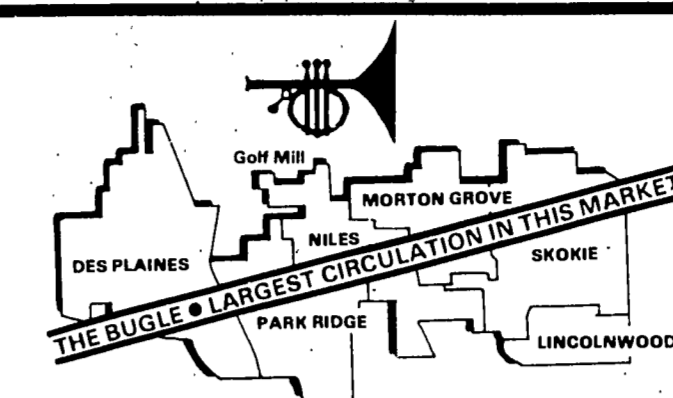 Golf Mill
MORTON GROVE
NILES
SKOKIE
DES PLAINES
THE BUGLE ● LARGEST CIRCULATION IN THIS MARKET
PARK RIDGE
LINCOLNWOOD